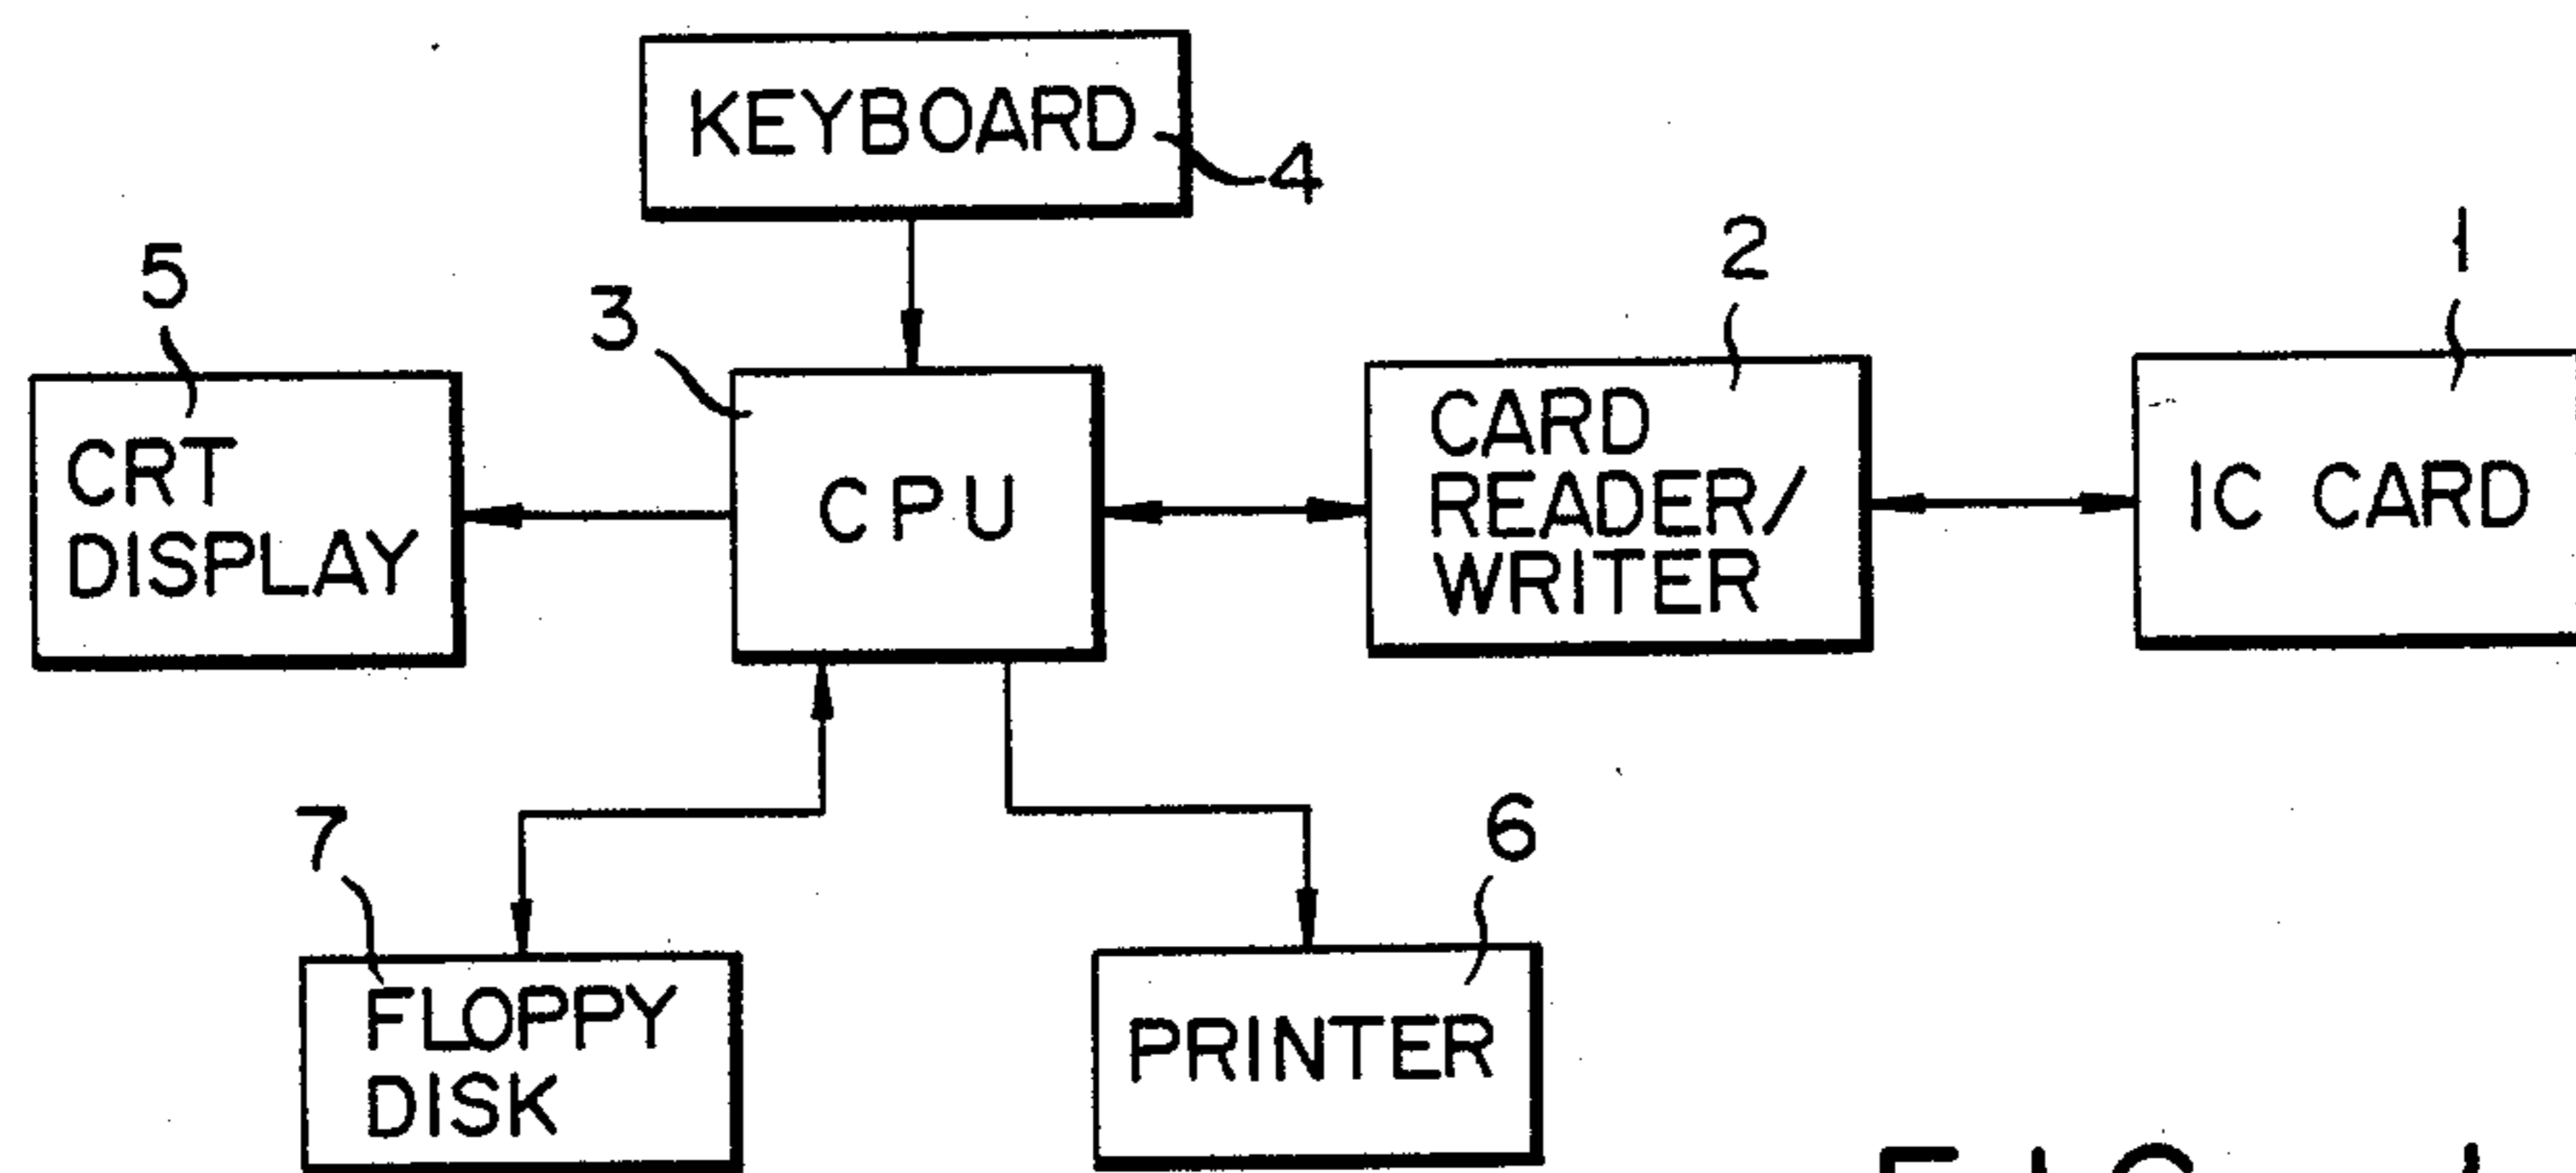 KEYBOARD
4
5
3
2
1
CRT
DISPLAY
CPU
CARD
READER/
WRITER
IC CARD
7
6
FLOPPY
DISK
PRINTER